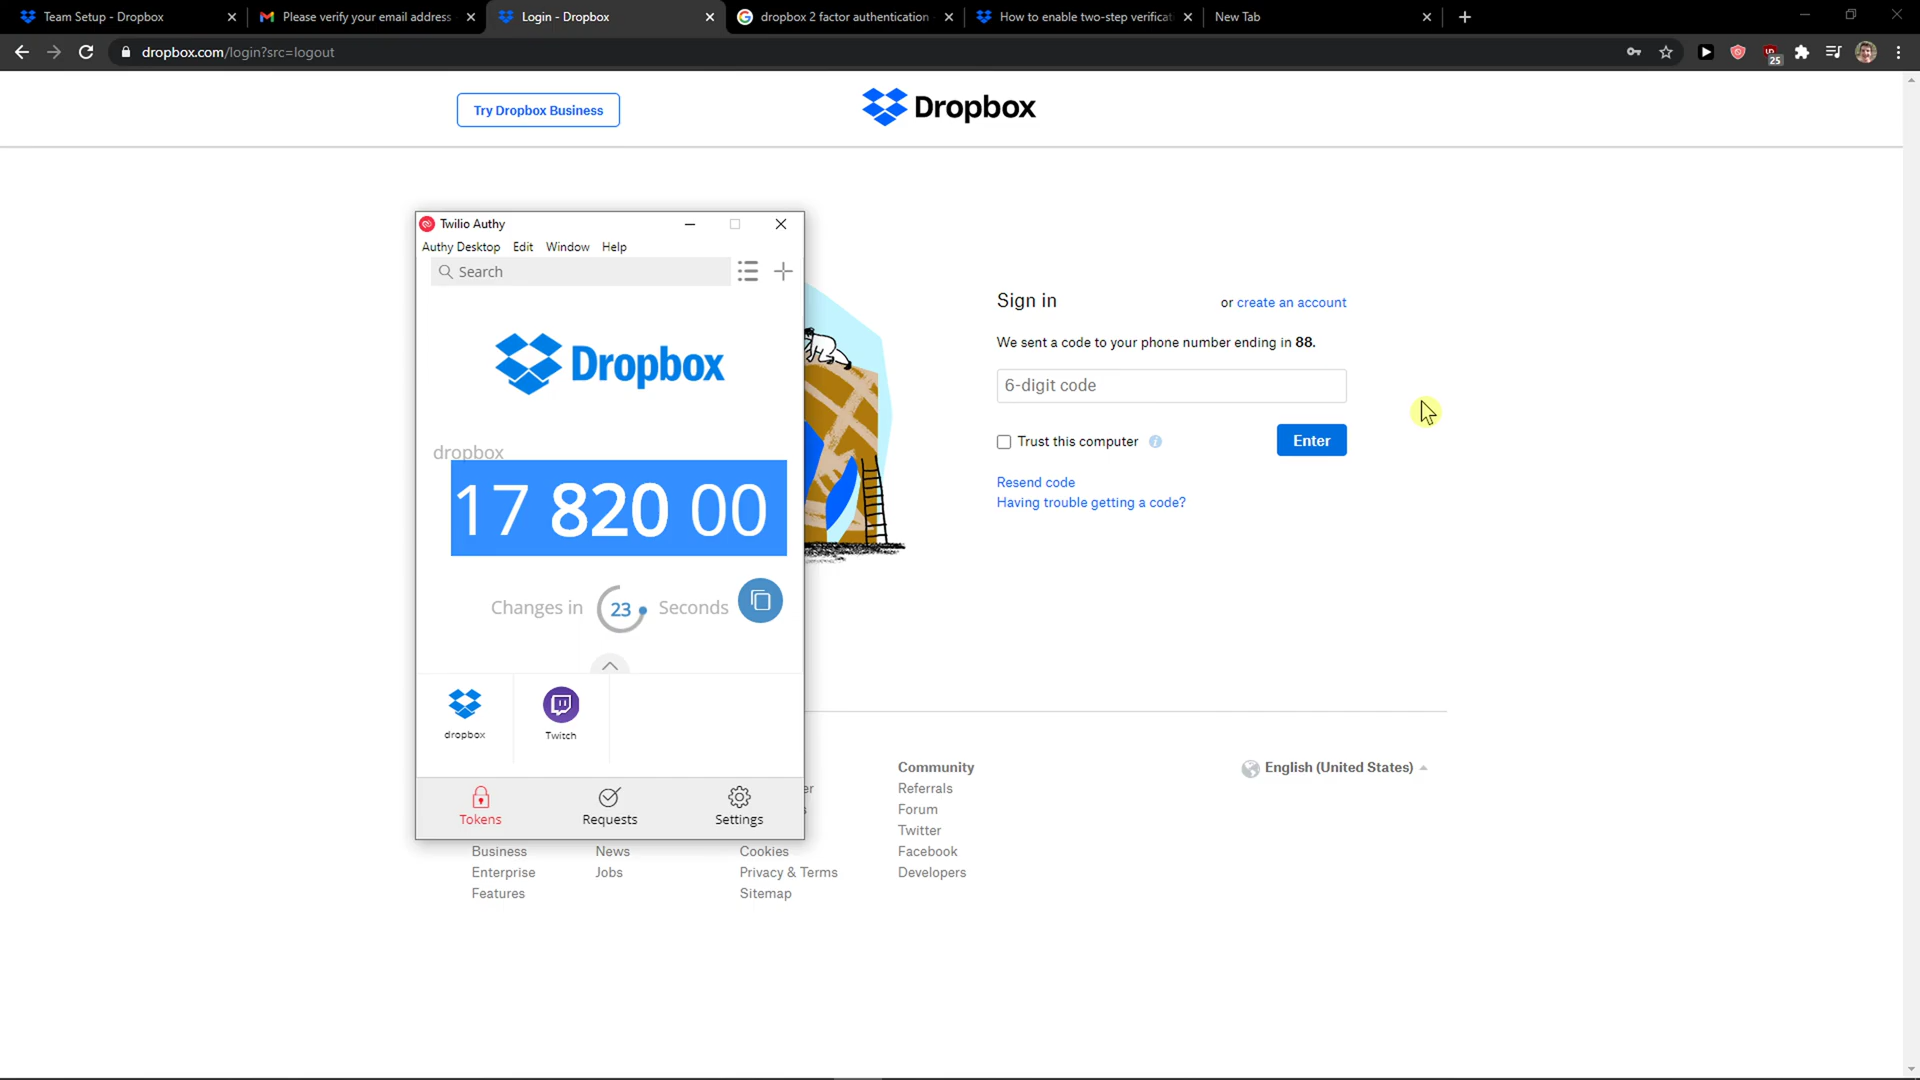 Team Setup - Dropbox
Please verify your email address
Login - Dropbox
dropbox 2 factor authentication
How to enable two-step verificat
New Tab
dropbox.com/login?src=logout
25
Try Dropbox Business
Dropbox
Twilio Authy
Authy Desktop Edit Window Help
Search
Dropbox
dropbox
17 820 00
Changes in 23 Seconds
dropbox
Twitch
Tokens
Requests
Settings
Sign in
or create an account
We sent a code to your phone number ending in 88.
6-digit code
Trust this computer
Enter
Resend code
Having trouble getting a code?
Business
Enterprise
Features
News
Jobs
er
s
Cookies
Privacy & Terms
Sitemap
Community
Referrals
Forum
Twitter
Facebook
Developers
English (United States)